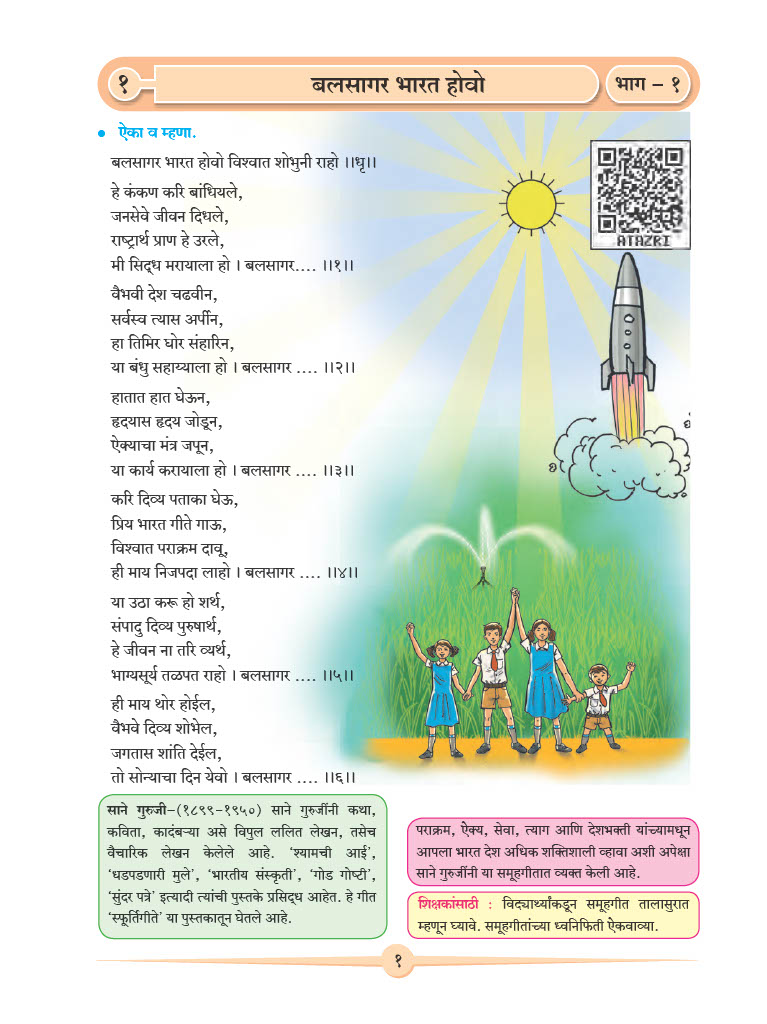 १
बलसागर भारत होवो
भाग – १
• ऐका व म्हणा.
बलसागर भारत होवो विश्वात शोभुनी राहो ।।धृ।।
हे कंकण करि बांधियले,
जनसेवे जीवन दिधले,
राष्ट्रार्थ प्राण हे उरले,
मी सिद्ध मरायाला हो । बलसागर.... ।।१।।
वैभवी देश चढवीन,
सर्वस्व त्यास अर्पीन,
हा तिमिर घोर संहारिन,
या बंधु सहाय्याला हो । बलसागर .... ।।२।।
हातात हात घेऊन,
हृदयास हृदय जोडून,
ऐक्याचा मंत्र जपून,
या कार्य करायाला हो । बलसागर .... ।।३।।
करि दिव्य पताका घेऊ,
प्रिय भारत गीते गाऊ,
विश्वात पराक्रम दावू,
ही माय निजपदा लाहो । बलसागर .... ।।४।।
या उठा करू हो शर्थ,
संपादु दिव्य पुरुषार्थ,
हे जीवन ना तरि व्यर्थ,
भाग्यसूर्य तळपत राहो । बलसागर .... ।।५।।
ही माय थोर होईल,
वैभवे दिव्य शोभेल,
जगतास शांति देईल,
तो सोन्याचा दिन येवो । बलसागर .... ।।६।।
ATAZRI
साने गुरुजी–(१८९९-१९५०) साने गुरुजींनी कथा,
कविता, कादंबऱ्या असे विपुल ललित लेखन, तसेच
वैचारिक लेखन केलेले आहे. ‘श्यामची आई’,
‘धडपडणारी मुले’, ‘भारतीय संस्कृती’, ‘गोड गोष्टी’,
‘सुंदर पत्रे’ इत्यादी त्यांची पुस्तके प्रसिद्ध आहेत. हे गीत
‘स्फूर्तिगीते’ या पुस्तकातून घेतले आहे.
पराक्रम, ऐक्य, सेवा, त्याग आणि देशभक्ती यांच्यामधून
आपला भारत देश अधिक शक्तिशाली व्हावा अशी अपेक्षा
साने गुरुजींनी या समूहगीतात व्यक्त केली आहे.
शिक्षकांसाठी : विद्यार्थ्यांकडून समूहगीत तालासुरात
म्हणून घ्यावे. समूहगीतांच्या ध्वनिफिती ऐकवाव्या.
१